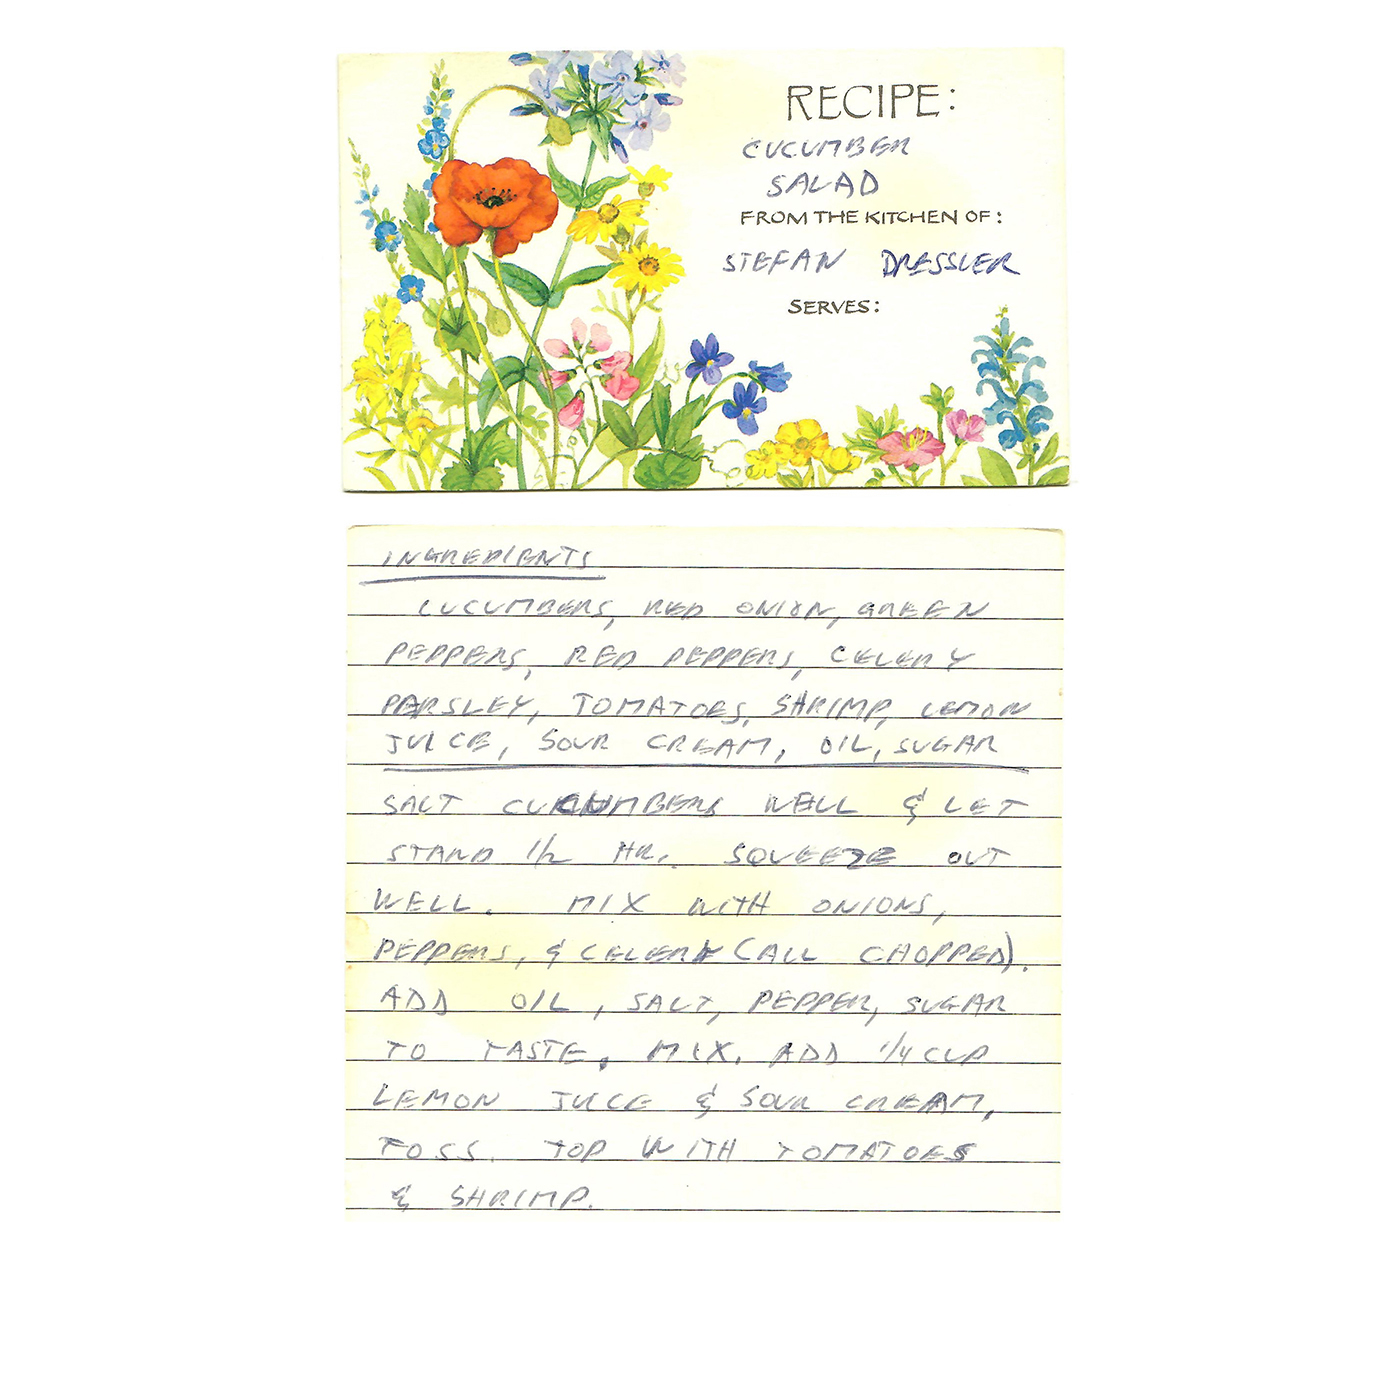 RECIPE:
CUCUMBER
SALAD
FROM THE KITCHEN OF:
STEFAN DRESSLER
SERVES:
INGREDIENTS
CUCUMBERS, RED ONION, GREEN
PEPPERS, RED PEPPERS, CELERY
PARSLEY, TOMATOES, SHRIMP, LEMON
JUICE, SOUR CREAM, OIL, SUGAR
SALT CUCUMBERS WELL & LET
STAND 1/2 HR. SQUEEZE OUT
WELL. MIX WITH ONIONS,
PEPPERS, & CELERY (ALL CHOPPED).
ADD OIL, SALT, PEPPER, SUGAR
TO TASTE. MIX. ADD 1/4 CUP
LEMON JUICE & SOUR CREAM,
TOSS. TOP WITH TOMATOES
& SHRIMP.